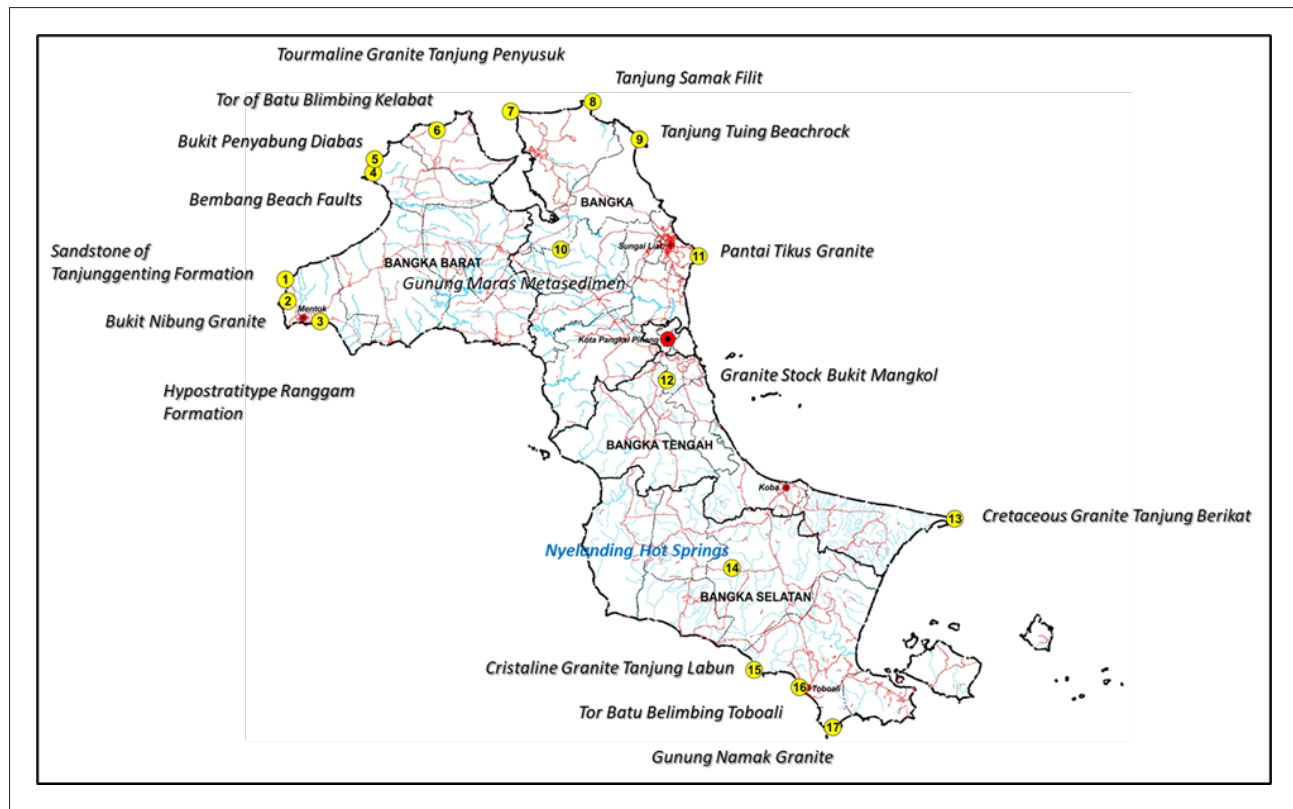 Tourmaline Granite Tanjung Penyusuk
Tanjung Samak Filit
Tor of Batu Blimbing Kelabat
8
7
6
Tanjung Tuing Beachrock
9
Bukit Penyabung Diabas
5
4
Bembang Beach Faults
BANGKA
Sandstone of
Tanjunggenting Formation
Sungai Liat
10
11
Pantai Tikus Granite
BANGKA BARAT
Gunung Maras Metasedimen
1
2
Mentok
Bukit Nibung Granite
3
Kota Pangkal Pinang
12
Granite Stock Bukit Mangkol
Hypostratitype Ranggam
Formation
BANGKA TENGAH
Koba
13
Cretaceous Granite Tanjung Berikat
Nyelanding Hot Springs
14
BANGKA SELATAN
Cristaline Granite Tanjung Labun
15
16
Toboali
Tor Batu Belimbing Toboali
17
Gunung Namak Granite